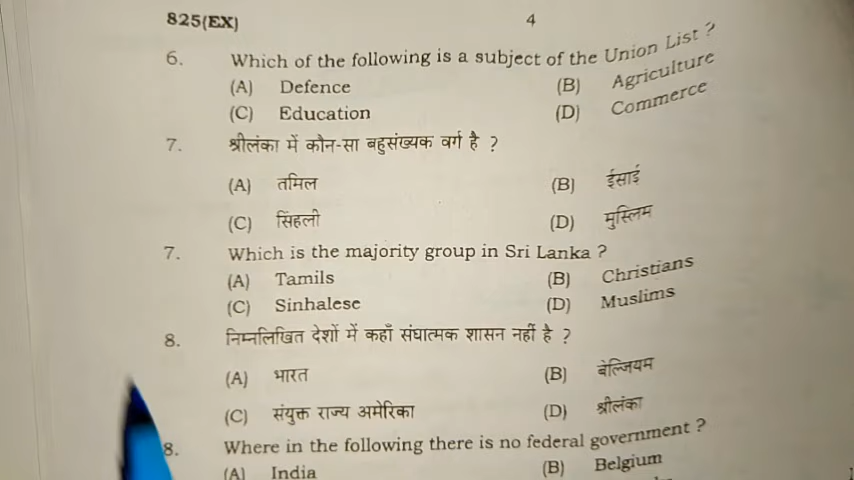 825(EX) 4
6. Which of the following is a subject of the Union List ?
(A) Defence (B) Agriculture
(C) Education (D) Commerce
7. श्रीलंका में कौन-सा बहुसंख्यक वर्ग है ?
(A) तमिल (B) ईसाई
(C) सिंहली (D) मुस्लिम
7. Which is the majority group in Sri Lanka ?
(A) Tamils (B) Christians
(C) Sinhalese (D) Muslims
8. निम्नलिखित देशों में कहाँ संघात्मक शासन नहीं है ?
(A) भारत (B) बेल्जियम
(C) संयुक्त राज्य अमेरिका (D) श्रीलंका
8. Where in the following there is no federal government ?
(A) India (B) Belgium